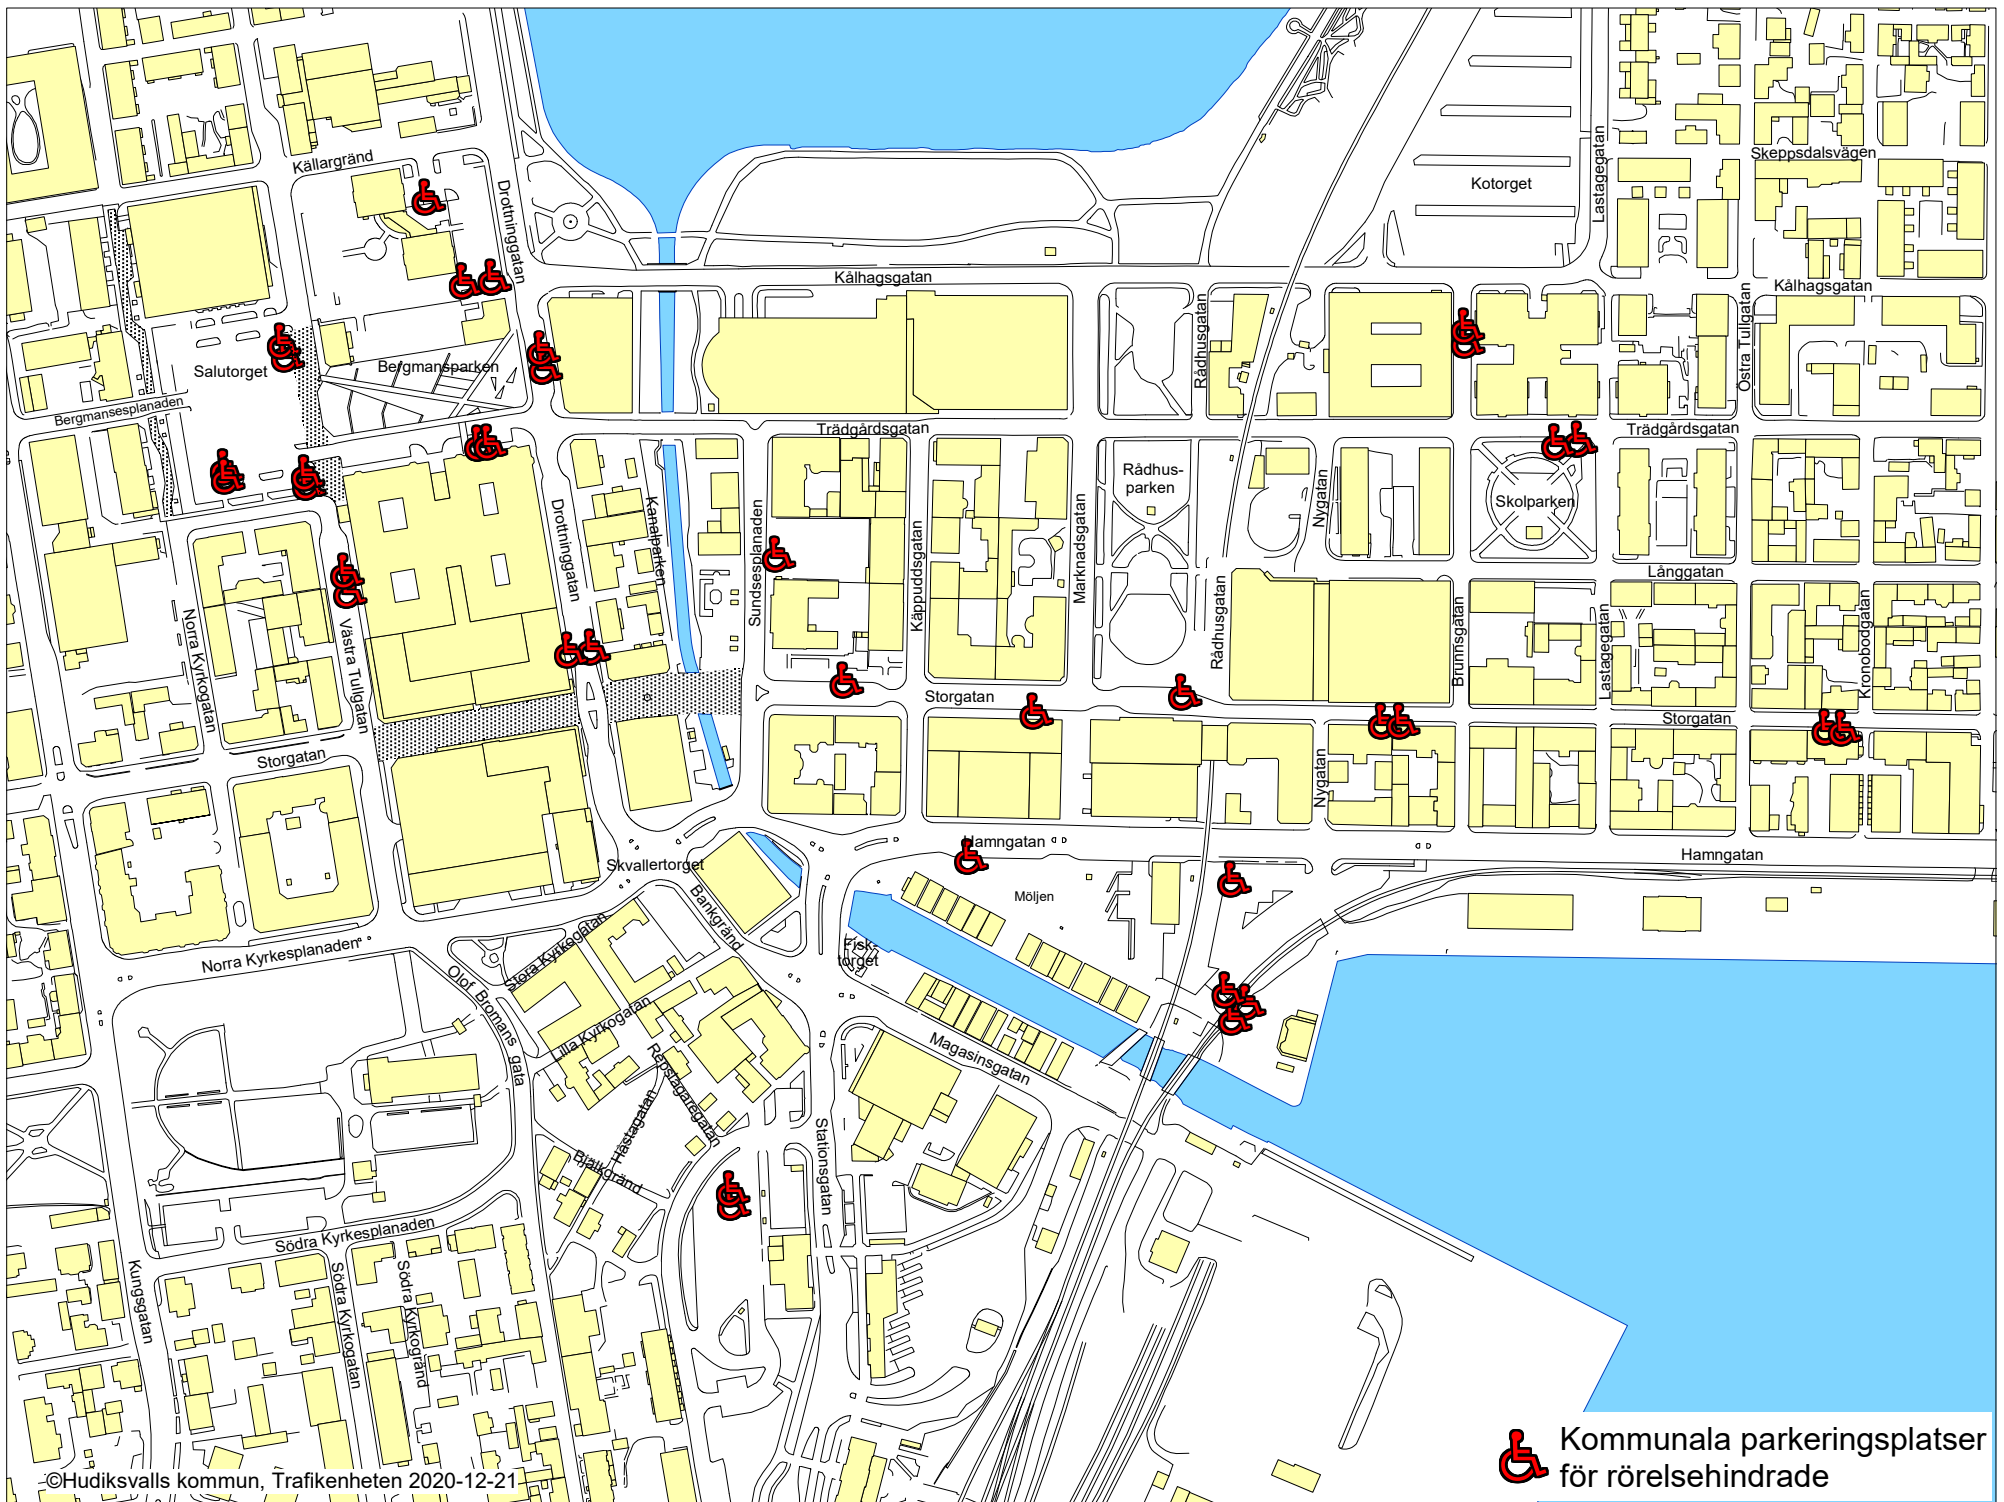 Källargränd
Drottninggatan
Kotorget
Lastagegatan
Skeppsdalsvägen
Kålhagsgatan
Kålhagsgatan
Salutorget
Bergmansparken
Rådhusgatan
Östra Tullgatan
Bergmansesplanaden
Trädgårdsgatan
Trädgårdsgatan
Rådhus-
parken
Skolparken
Nygatan
Drottninggatan
Kanalparken
Sundsesplanaden
Käppuddsgatan
Marknadsgatan
Långgatan
Norra Kyrkogatan
Västra Tullgatan
Rådhusgatan
Brunnsgatan
Lastagegatan
Kronobodgatan
Storgatan
Storgatan
Storgatan
Nygatan
Skvallertorget
Hamngatan
Hamngatan
Möljen
Bankgränd
Fisk-
torget
Norra Kyrkesplanaden
Stora Kyrkogatan
Olof Bromans gata
Lilla Kyrkogatan
Magasinsgatan
Repslagaregatan
Håstagatan
Bjälkgränd
Stationsgatan
Södra Kyrkesplanaden
Kungsgatan
Södra Kyrkogatan
Södra Kyrkogränd
Kommunala parkeringsplatser
för rörelsehindrade
©Hudiksvalls kommun, Trafikenheten 2020-12-21